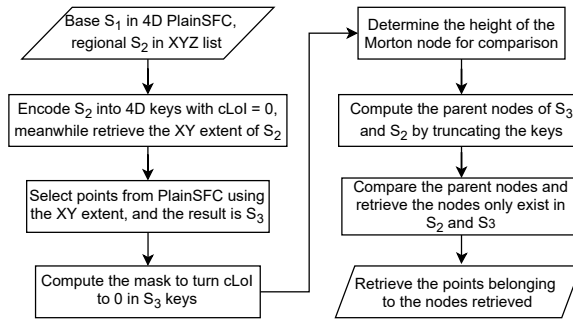 Base S1 in 4D PlainSFC,
regional S2 in XYZ list
Encode S2 into 4D keys with cLoI = 0,
meanwhile retrieve the XY extent of S2
Select points from PlainSFC using
the XY extent, and the result is S3
Compute the mask to turn cLoI
to 0 in S3 keys
Determine the height of the
Morton node for comparison
Compute the parent nodes of S3
and S2 by truncating the keys
Compare the parent nodes and
retrieve the nodes only exist in
S2 and S3
Retrieve the points belonging
to the nodes retrieved